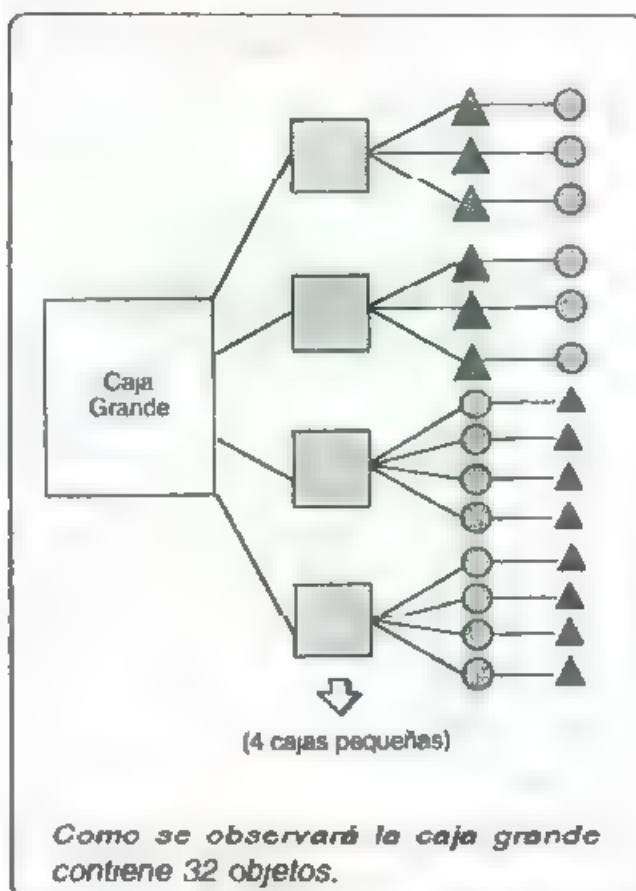 Caja
Grande
(4 cajas pequeñas)
Como se observará la caja grande
contiene 32 objetos.